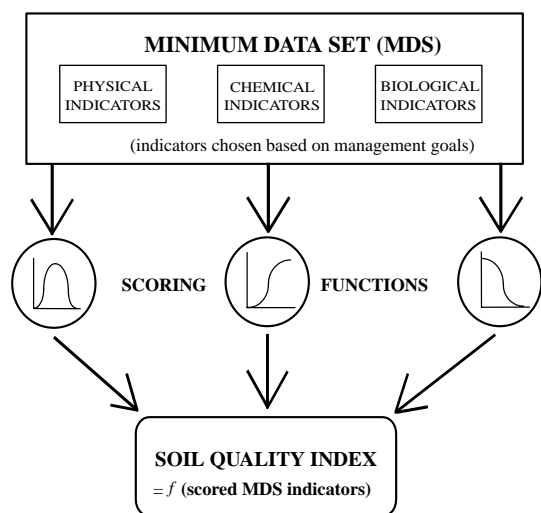 MINIMUM DATA SET (MDS)
PHYSICAL
INDICATORS
CHEMICAL
INDICATORS
BIOLOGICAL
INDICATORS
(indicators chosen based on management goals)
SCORING FUNCTIONS
SOIL QUALITY INDEX
= f (scored MDS indicators)